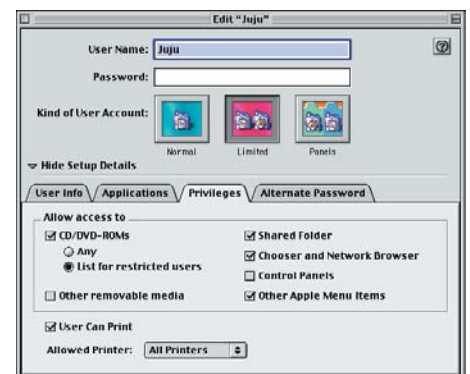 Edit "Juju"
User Name: Juju
?
Password:
Kind of User Account:
Normal Limited Panels
Hide Setup Details
User Info Applications Privileges Alternate Password
Allow access to
CD/DVD-ROMs
Any
List for restricted users
Other removable media
Shared Folder
Chooser and Network Browser
Control Panels
Other Apple Menu Items
User Can Print
Allowed Printer: All Printers